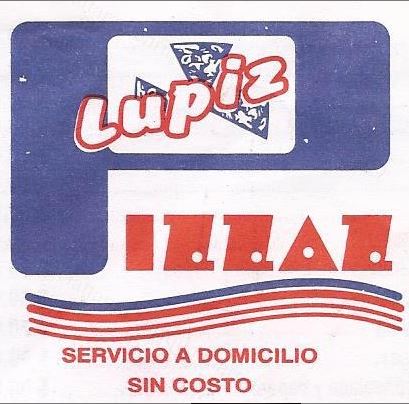 Lupiz
PIZZAZ
SERVICIO A DOMICILIO
SIN COSTO